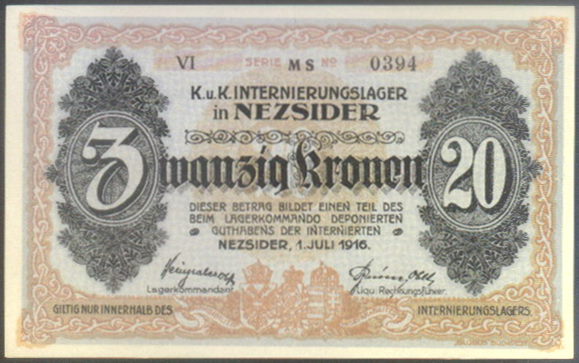 VI SERIE MS NO 0394
K.u.K. INTERNIERUNGSLAGER
in NEZSIDER
Zwanzig Kronen 20
DIESER BETRAG BILDET EINEN TEIL DES
BEIM LAGERKOMMANDO DEPONIERTEN
GUTHABENS DER INTERNIERTEN
NEZSIDER, 1. JULI 1916.
Lagerkommandant. Liqu. Rechnungsführer.
GILTIG NUR INNERHALB DES INTERNIERUNGSLAGERS.